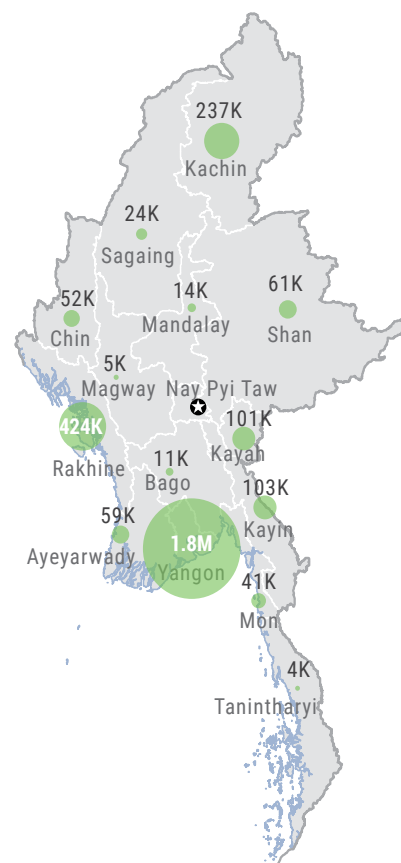 237K
Kachin
24K
Sagaing
61K
Shan
14K
Mandalay
52K
Chin
5K
Magway
Nay Pyi Taw
424K
Rakhine
101K
Kayah
11K
Bago
103K
Kayin
59K
Ayeyarwady
1.8M
Yangon
41K
Mon
4K
Tanintharyi